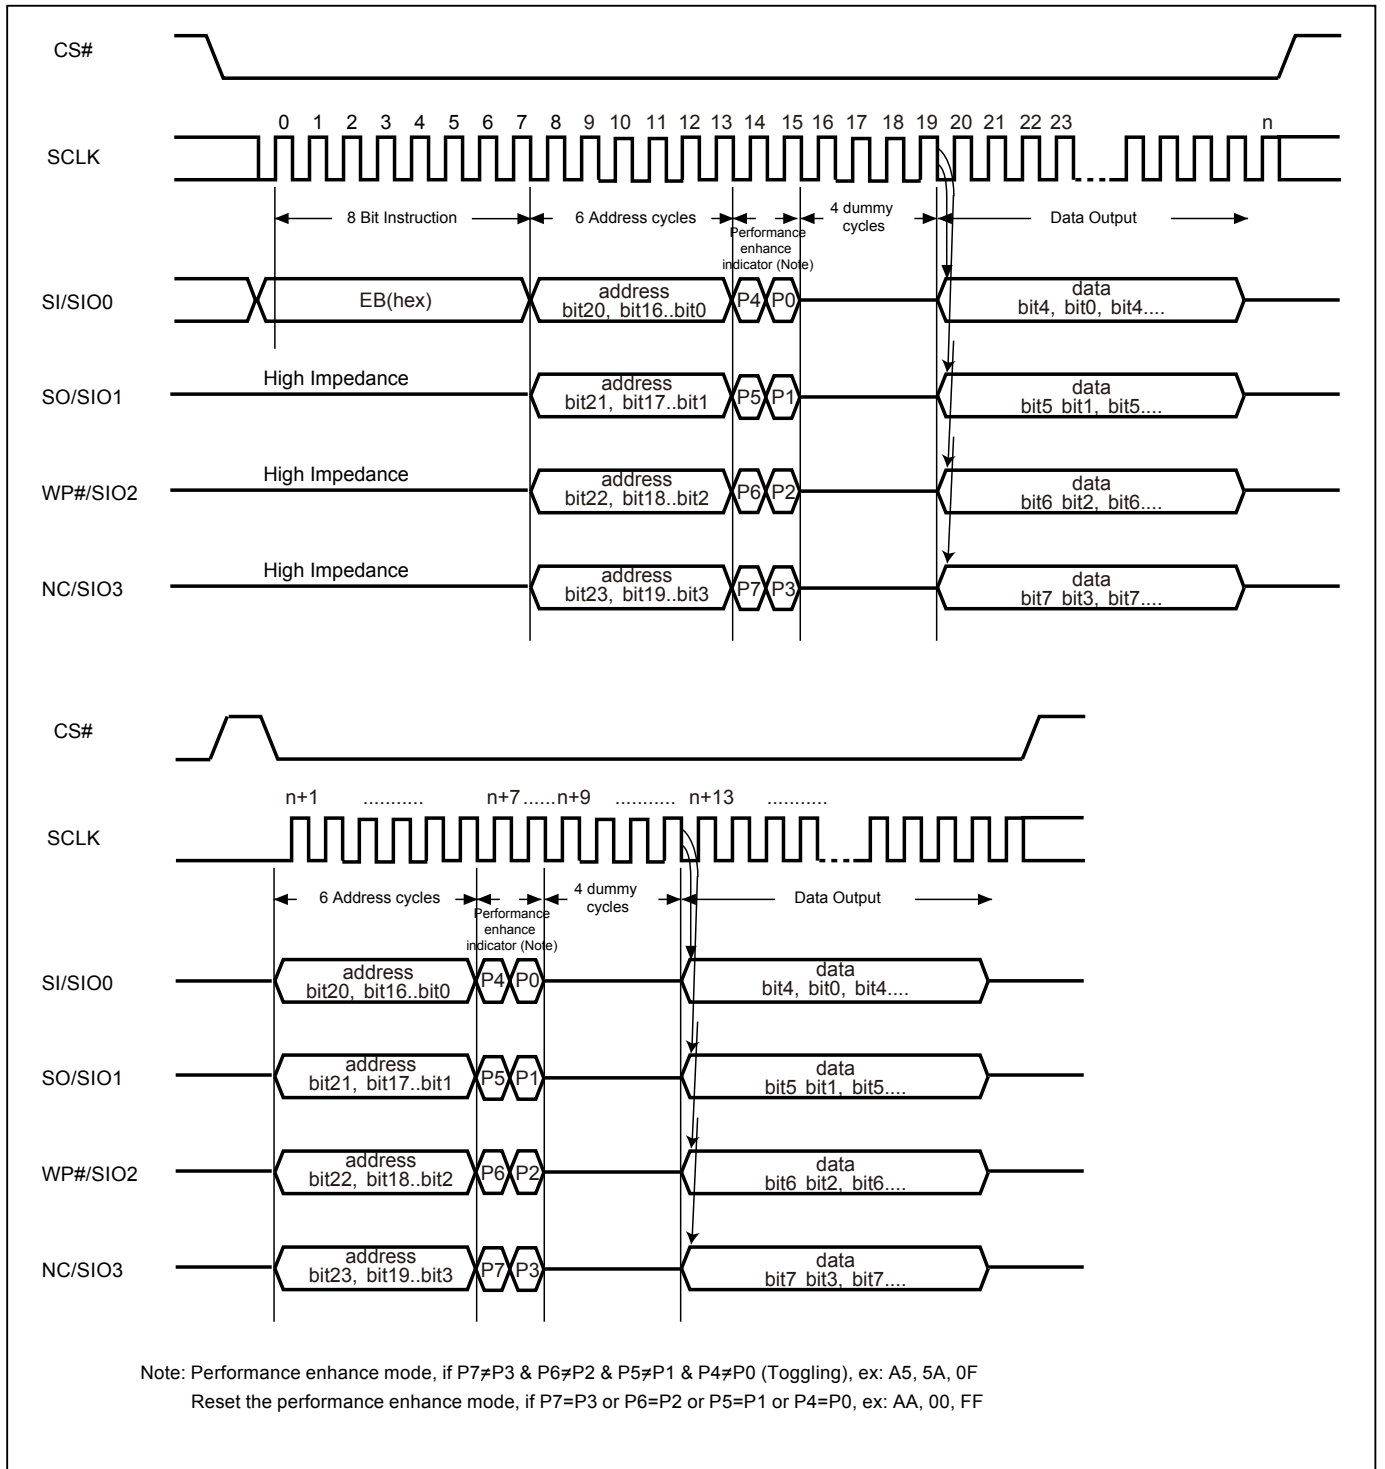 CS#
0 1 2 3 4 5 6 7 8 9 10 11 12 13 14 15 16 17 18 19 20 21 22 23 n
SCLK
8 Bit Instruction
6 Address cycles
Performance
enhance
indicator (Note)
4 dummy
cycles
Data Output
SI/SIO0
EB(hex)
address
bit20, bit16..bit0
P4 P0
data
bit4, bit0, bit4....
SO/SIO1
High Impedance
address
bit21, bit17..bit1
P5 P1
data
bit5 bit1, bit5....
WP#/SIO2
High Impedance
address
bit22, bit18..bit2
P6 P2
data
bit6 bit2, bit6....
NC/SIO3
High Impedance
address
bit23, bit19..bit3
P7 P3
data
bit7 bit3, bit7....
CS#
n+1 ........... n+7 ......n+9 ........... n+13 ...........
SCLK
6 Address cycles
Performance
enhance
indicator (Note)
4 dummy
cycles
Data Output
SI/SIO0
address
bit20, bit16..bit0
P4 P0
data
bit4, bit0, bit4....
SO/SIO1
address
bit21, bit17..bit1
P5 P1
data
bit5 bit1, bit5....
WP#/SIO2
address
bit22, bit18..bit2
P6 P2
data
bit6 bit2, bit6....
NC/SIO3
address
bit23, bit19..bit3
P7 P3
data
bit7 bit3, bit7....
Note: Performance enhance mode, if P7≠P3 & P6≠P2 & P5≠P1 & P4≠P0 (Toggling), ex: A5, 5A, 0F
Reset the performance enhance mode, if P7=P3 or P6=P2 or P5=P1 or P4=P0, ex: AA, 00, FF